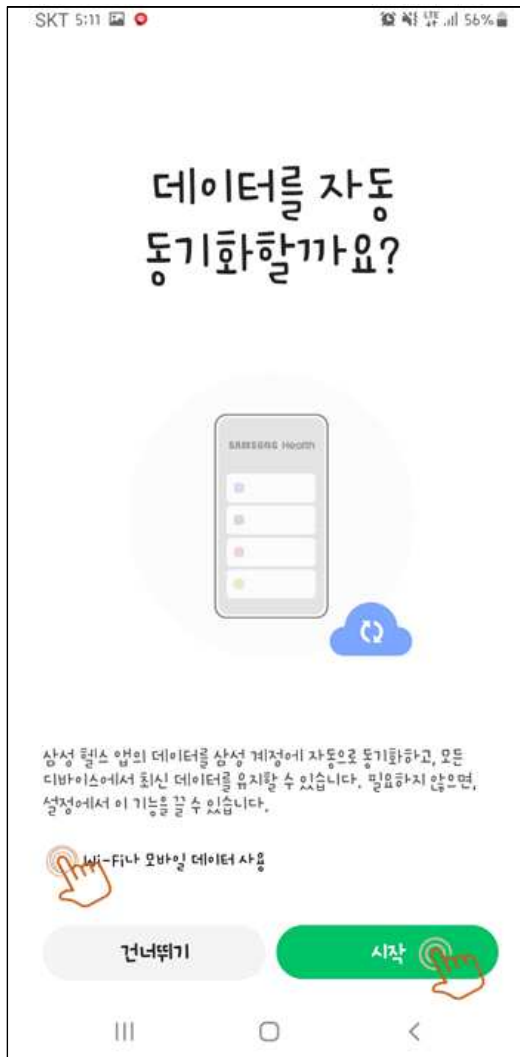 SKT 5:11 LTE 56%
데이터를 자동
동기화할까요?
SAMSUNG Health
삼성 헬스 앱의 데이터를 삼성 계정에 자동으로 동기화하고, 모든
디바이스에서 최신 데이터를 유지할 수 있습니다. 필요하지 않으면,
설정에서 이 기능을 끌 수 있습니다.
Wi-Fi나 모바일 데이터 사용
건너뛰기 시작